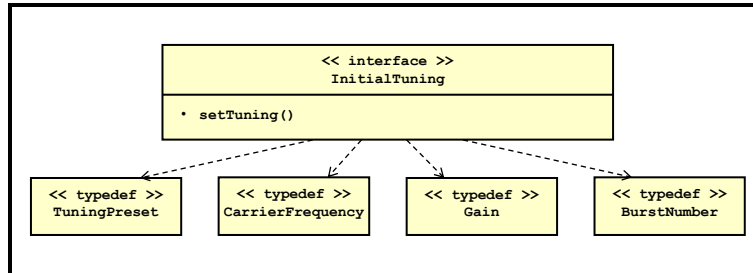 << interface >>
InitialTuning
• setTuning()
<< typedef >>
TuningPreset
<< typedef >>
CarrierFrequency
<< typedef >>
Gain
<< typedef >>
BurstNumber